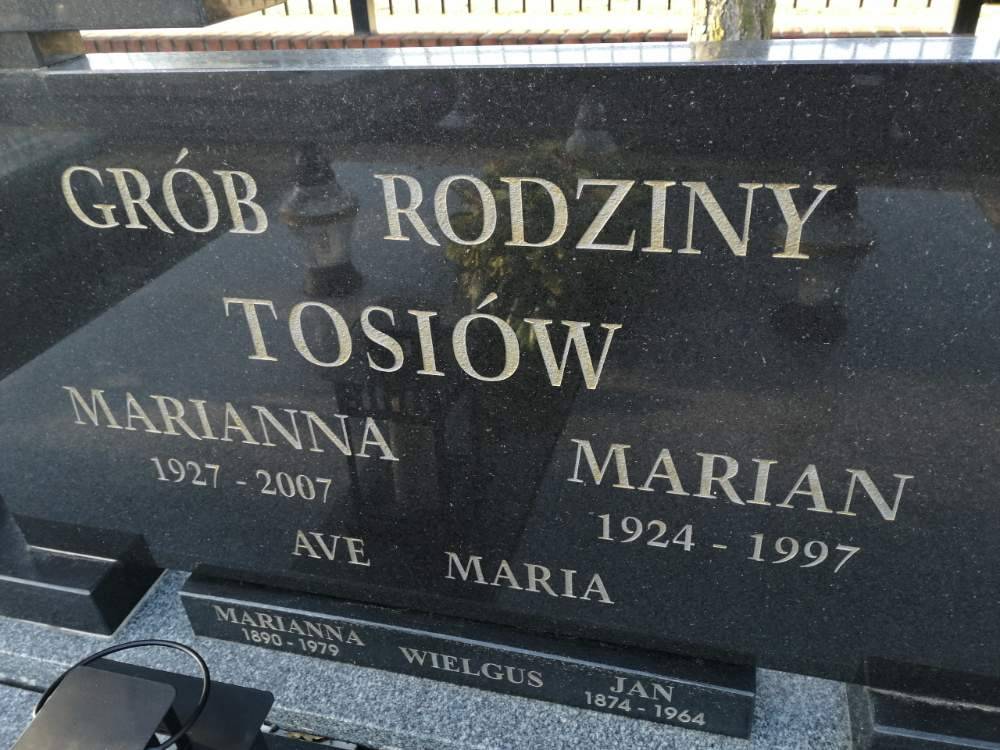 GRÓB RODZINY
TOSIÓW
MARIANNA
1927 - 2007
MARIAN
1924 - 1997
AVE MARIA
MARIANNA
1890 - 1979
WIELGUS
JAN
1874 - 1964